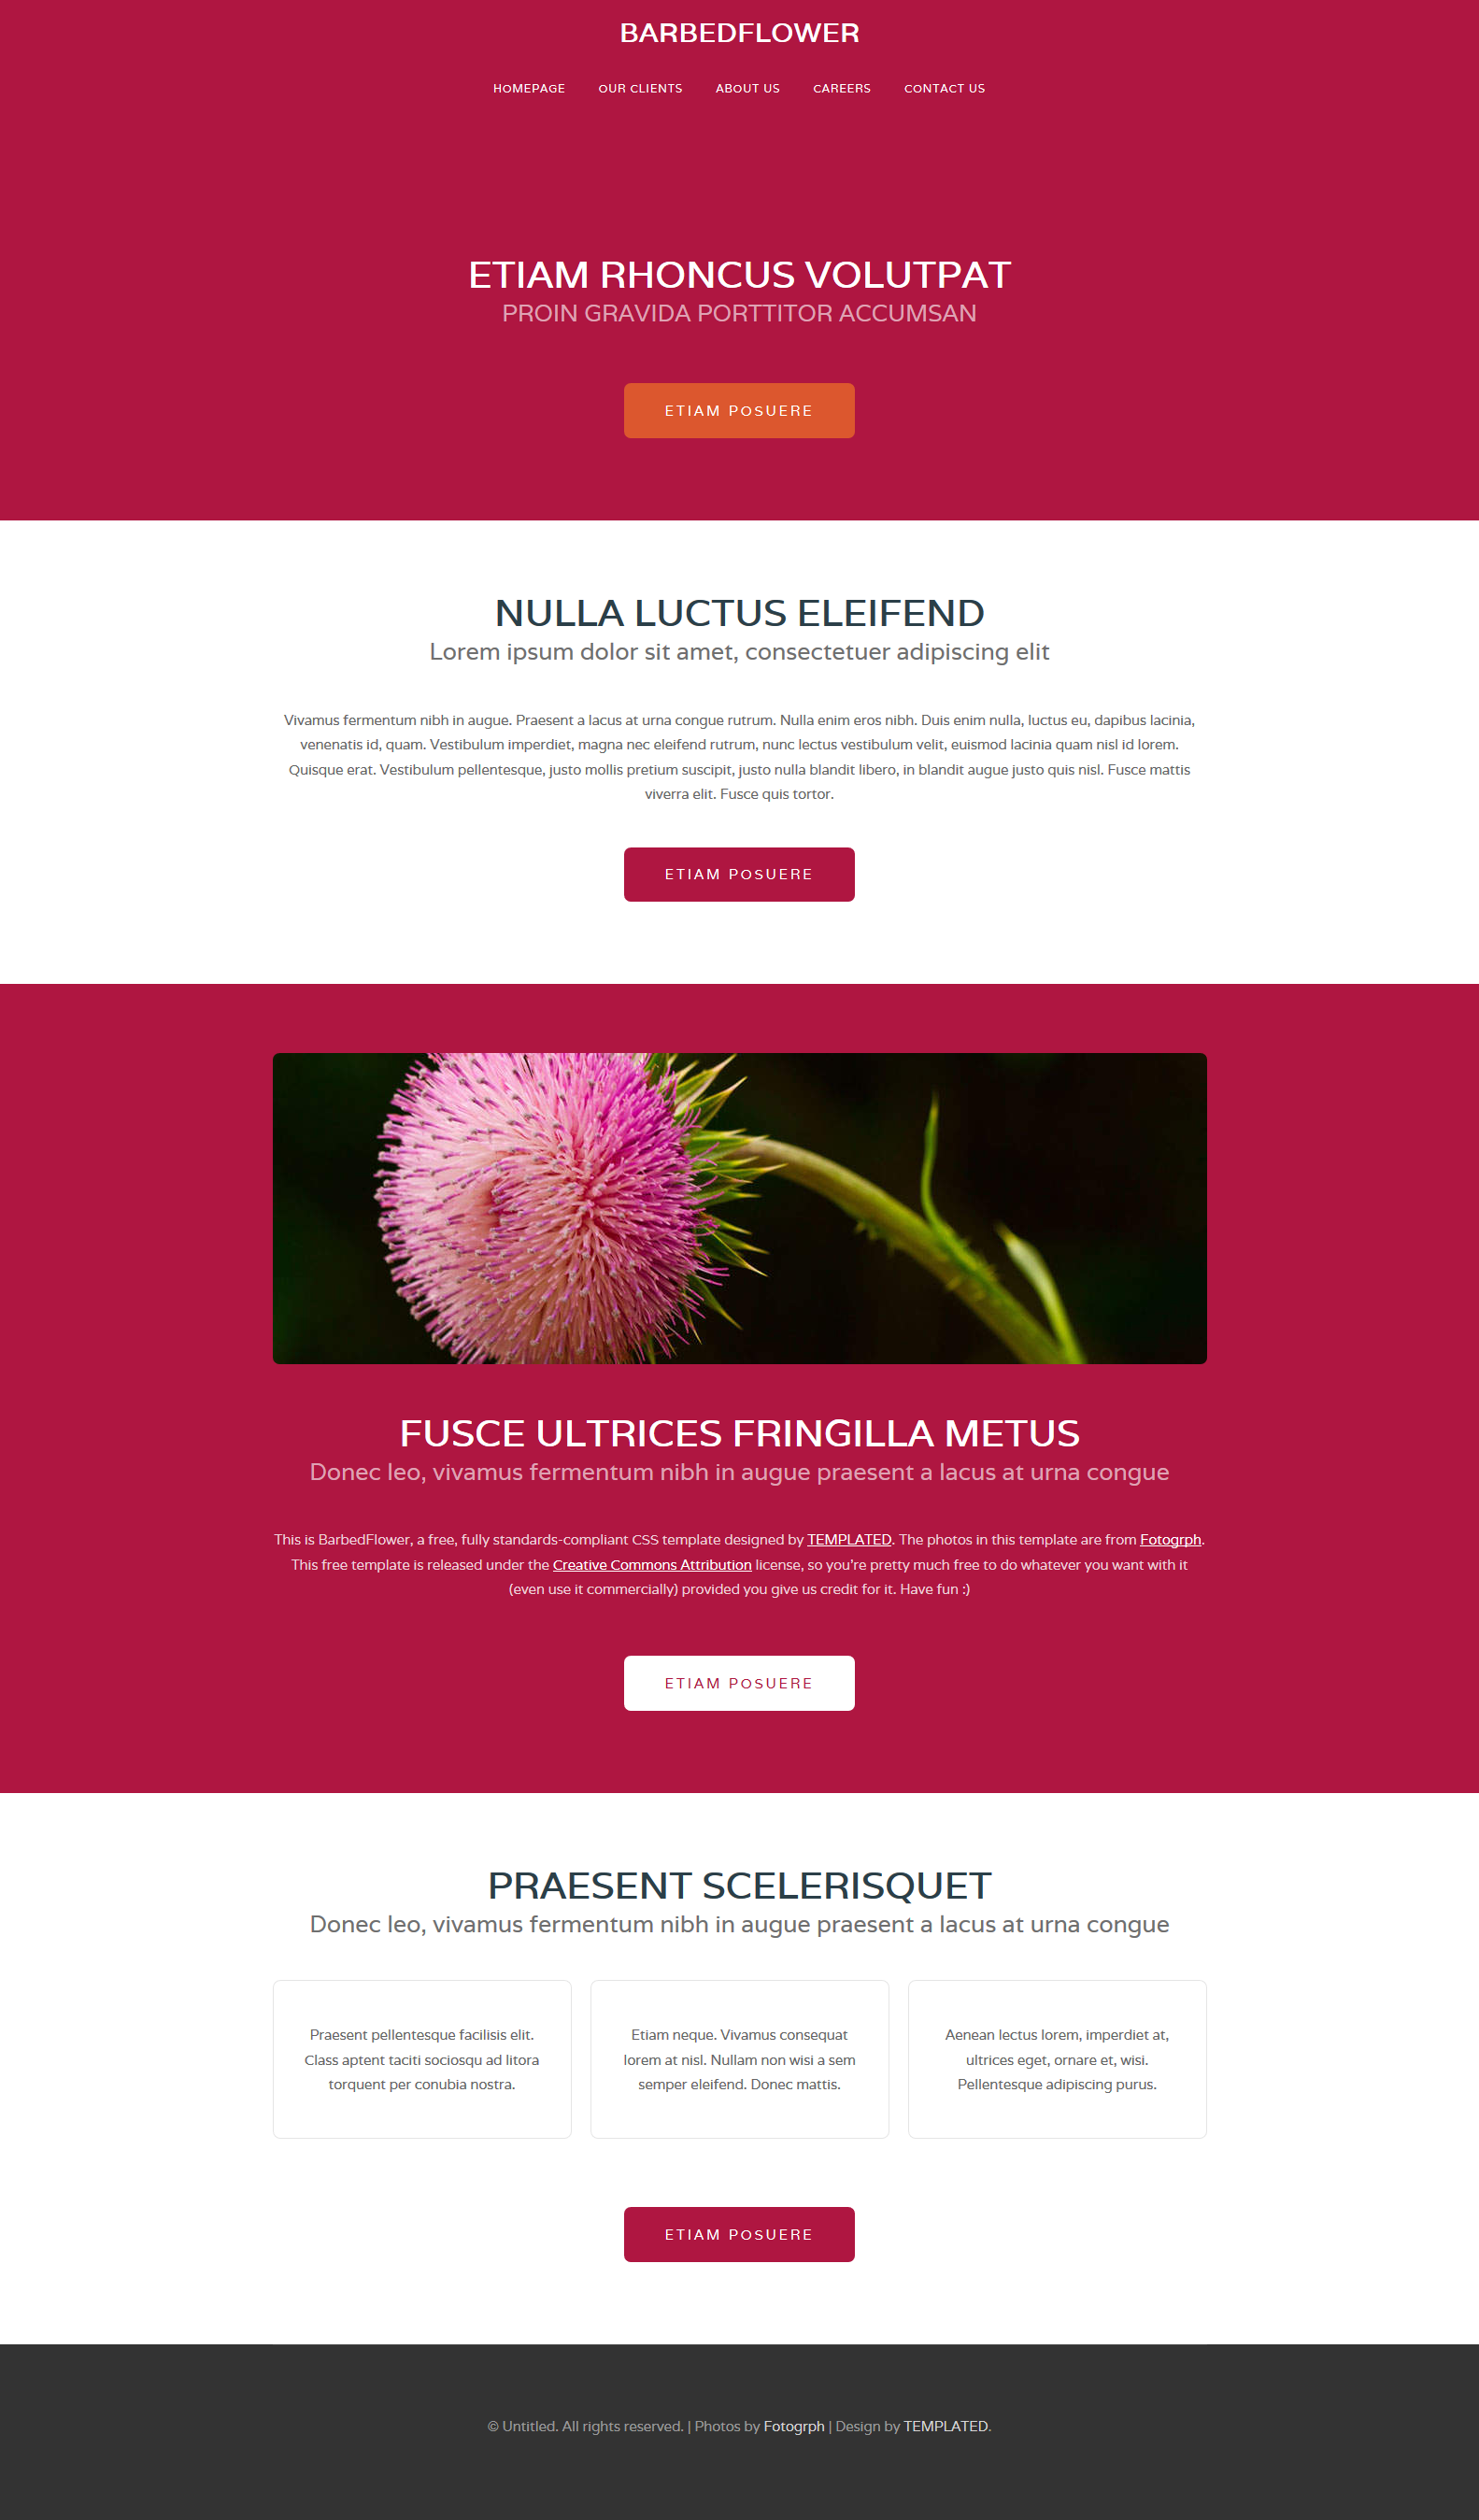 BARBEDFLOWER
HOMEPAGE OUR CLIENTS ABOUT US CAREERS CONTACT US
ETIAM RHONCUS VOLUTPAT
PROIN GRAVIDA PORTTITOR ACCUMSAN
ETIAM POSUERE
NULLA LUCTUS ELEIFEND
Lorem ipsum dolor sit amet, consectetuer adipiscing elit
Vivamus fermentum nibh in augue. Praesent a lacus at urna congue rutrum. Nulla enim eros nibh. Duis enim nulla, luctus eu, dapibus lacinia,
venenatis id, quam. Vestibulum imperdiet, magna nec eleifend rutrum, nunc lectus vestibulum velit, euismod lacinia quam nisl id lorem.
Quisque erat. Vestibulum pellentesque, justo mollis pretium suscipit, justo nulla blandit libero, in blandit augue justo quis nisl. Fusce mattis
viverra elit. Fusce quis tortor.
ETIAM POSUERE
FUSCE ULTRICES FRINGILLA METUS
Donec leo, vivamus fermentum nibh in augue praesent a lacus at urna congue
This is BarbedFlower, a free, fully standards-compliant CSS template designed by TEMPLATED. The photos in this template are from Fotogrph.
This free template is released under the Creative Commons Attribution license, so you're pretty much free to do whatever you want with it
(even use it commercially) provided you give us credit for it. Have fun :)
ETIAM POSUERE
PRAESENT SCELERISQUET
Donec leo, vivamus fermentum nibh in augue praesent a lacus at urna congue
Praesent pellentesque facilisis elit.
Class aptent taciti sociosqu ad litora
torquent per conubia nostra.
Etiam neque. Vivamus consequat
lorem at nisl. Nullam non wisi a sem
semper eleifend. Donec mattis.
Aenean lectus lorem, imperdiet at,
ultrices eget, ornare et, wisi.
Pellentesque adipiscing purus.
ETIAM POSUERE
© Untitled. All rights reserved. | Photos by Fotogrph | Design by TEMPLATED.